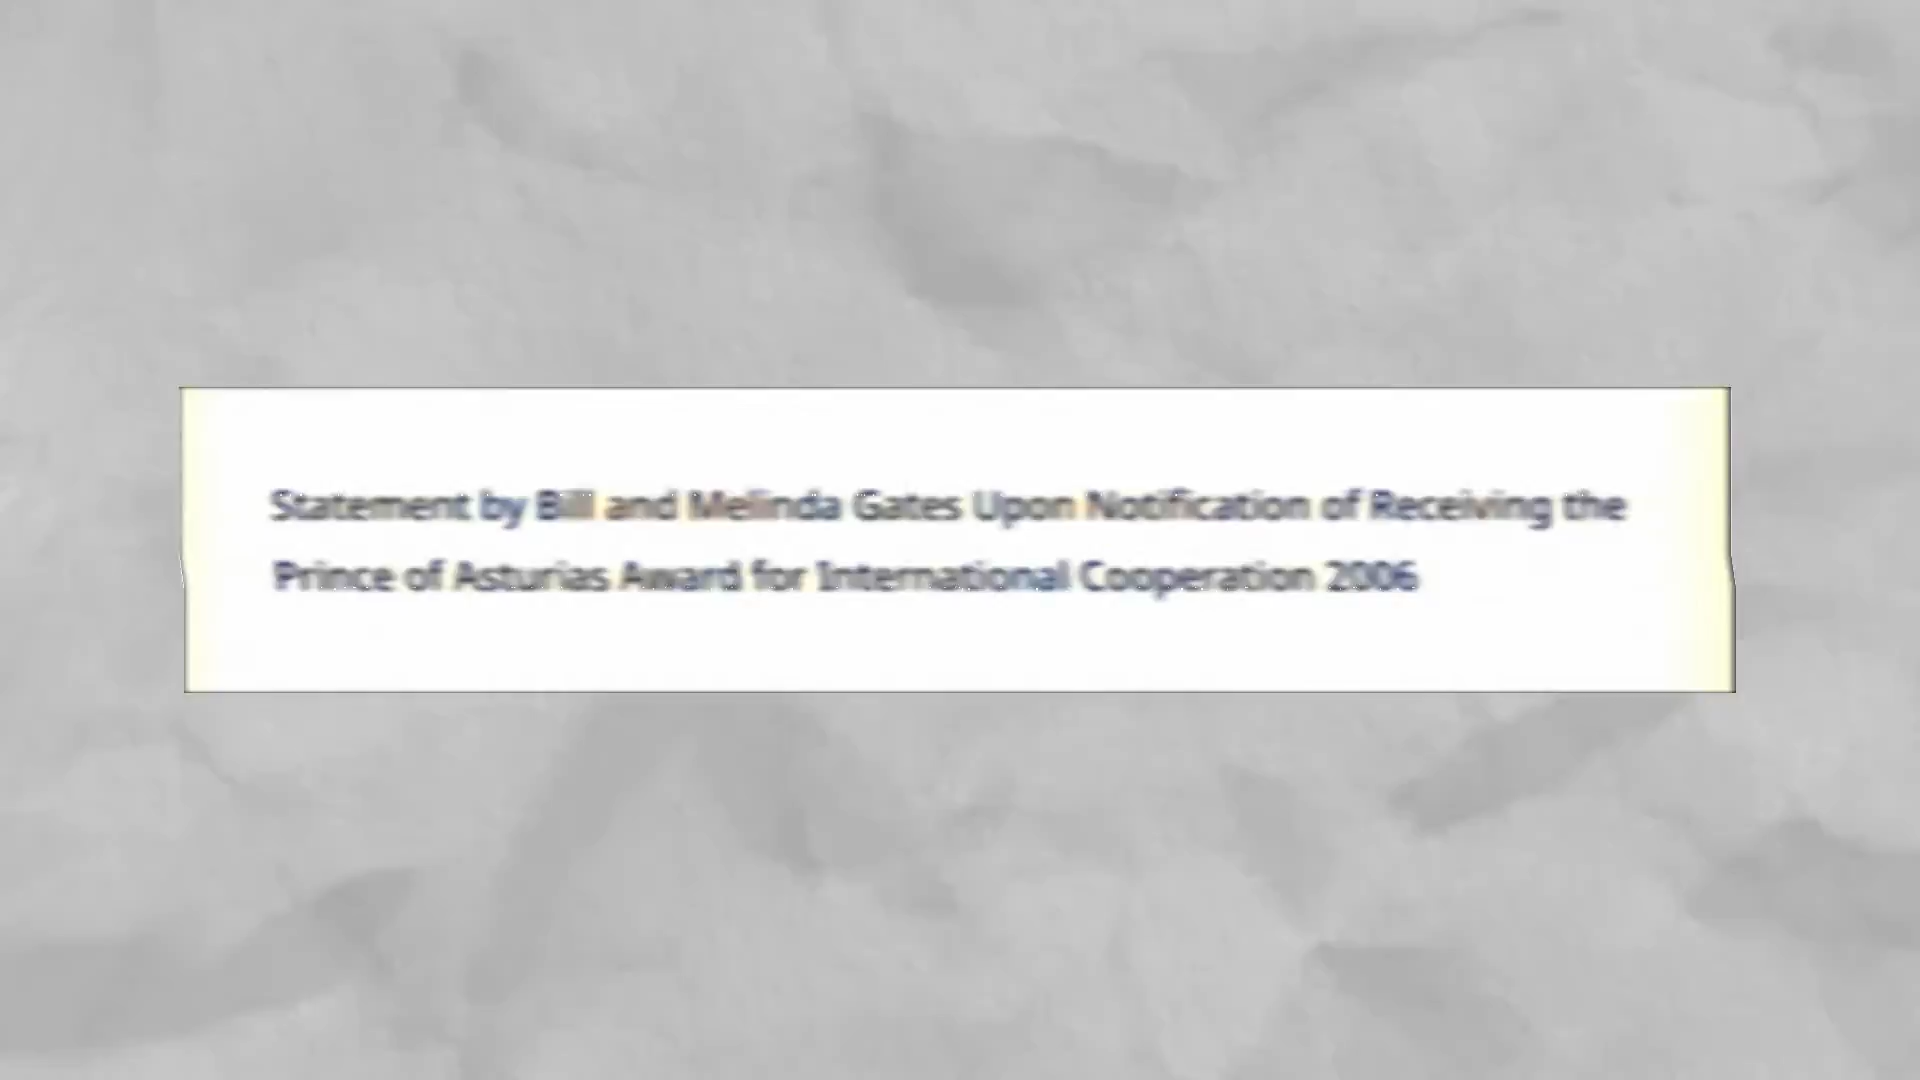 Statement by Bill and Melinda Gates Upon Notification of Receiving the
Prince of Asturias Award for International Cooperation 2006